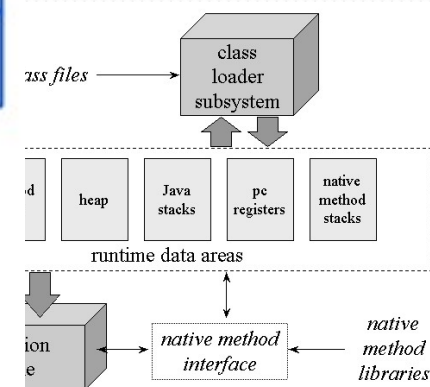 class
loader
subsystem
ass files
d
heap
Java
stacks
pc
registers
native
method
stacks
runtime data areas
ion
e
native method
interface
native
method
libraries